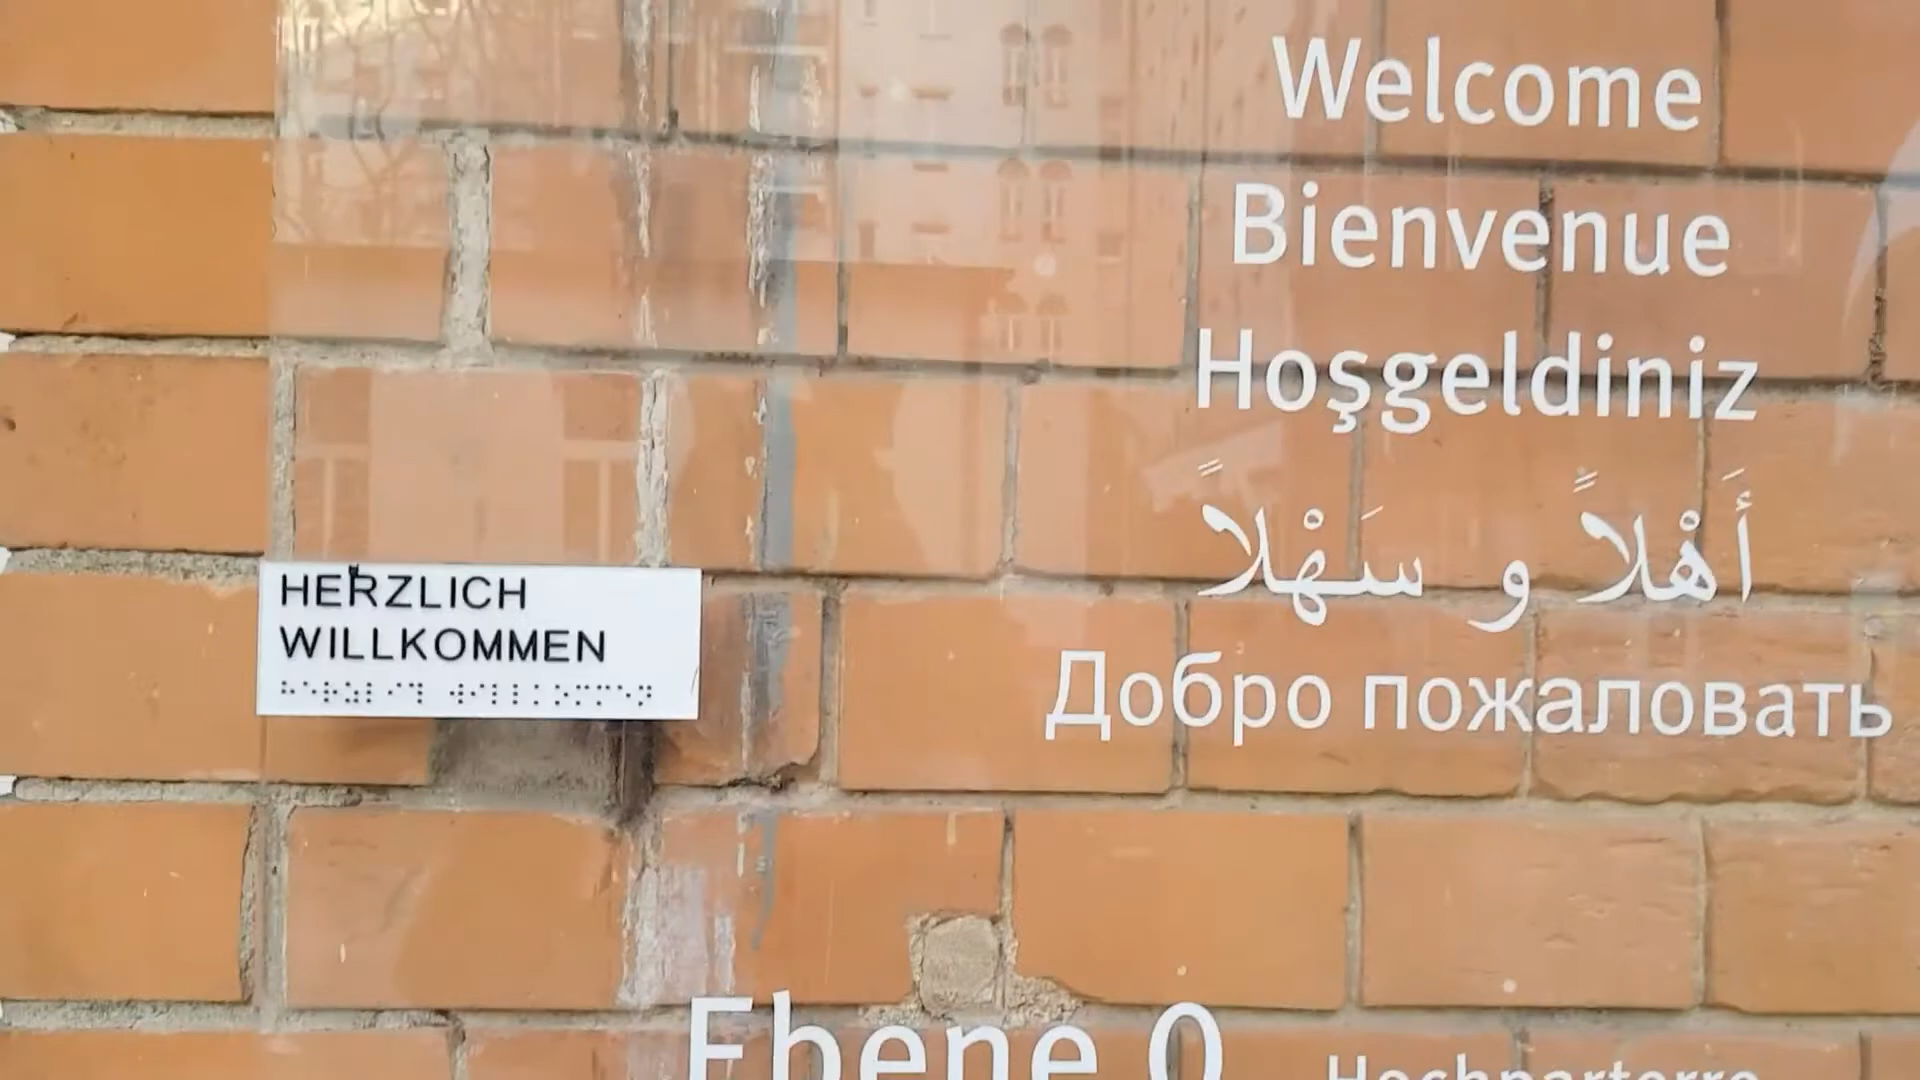 Welcome
Bienvenue
Hoşgeldiniz
أَهْلاً و سَهْلاً
Добро пожаловать
HERZLICH
WILLKOMMEN
Ebene 0
Hochparterre